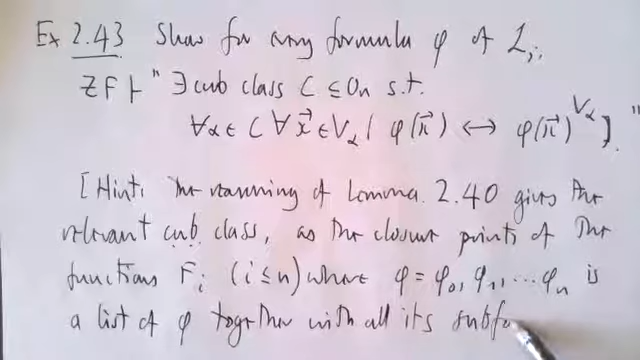 Ex 2.43 Show for any formula φ of L_∈̇:
ZF ⊢ "∃ cub class C ⊆ On s.t.
∀α ∈ C ∀x⃗ ∈ V_α [ φ(x⃗) ↔ φ(x⃗)^{V_α} ]."
[Hint: The running of Lemma 2.40 gives the
relevant cub class, as the closure points of the
functions F_i (i ≤ n) where φ = φ_0, φ_1, ... φ_n is
a list of φ together with all its subfo